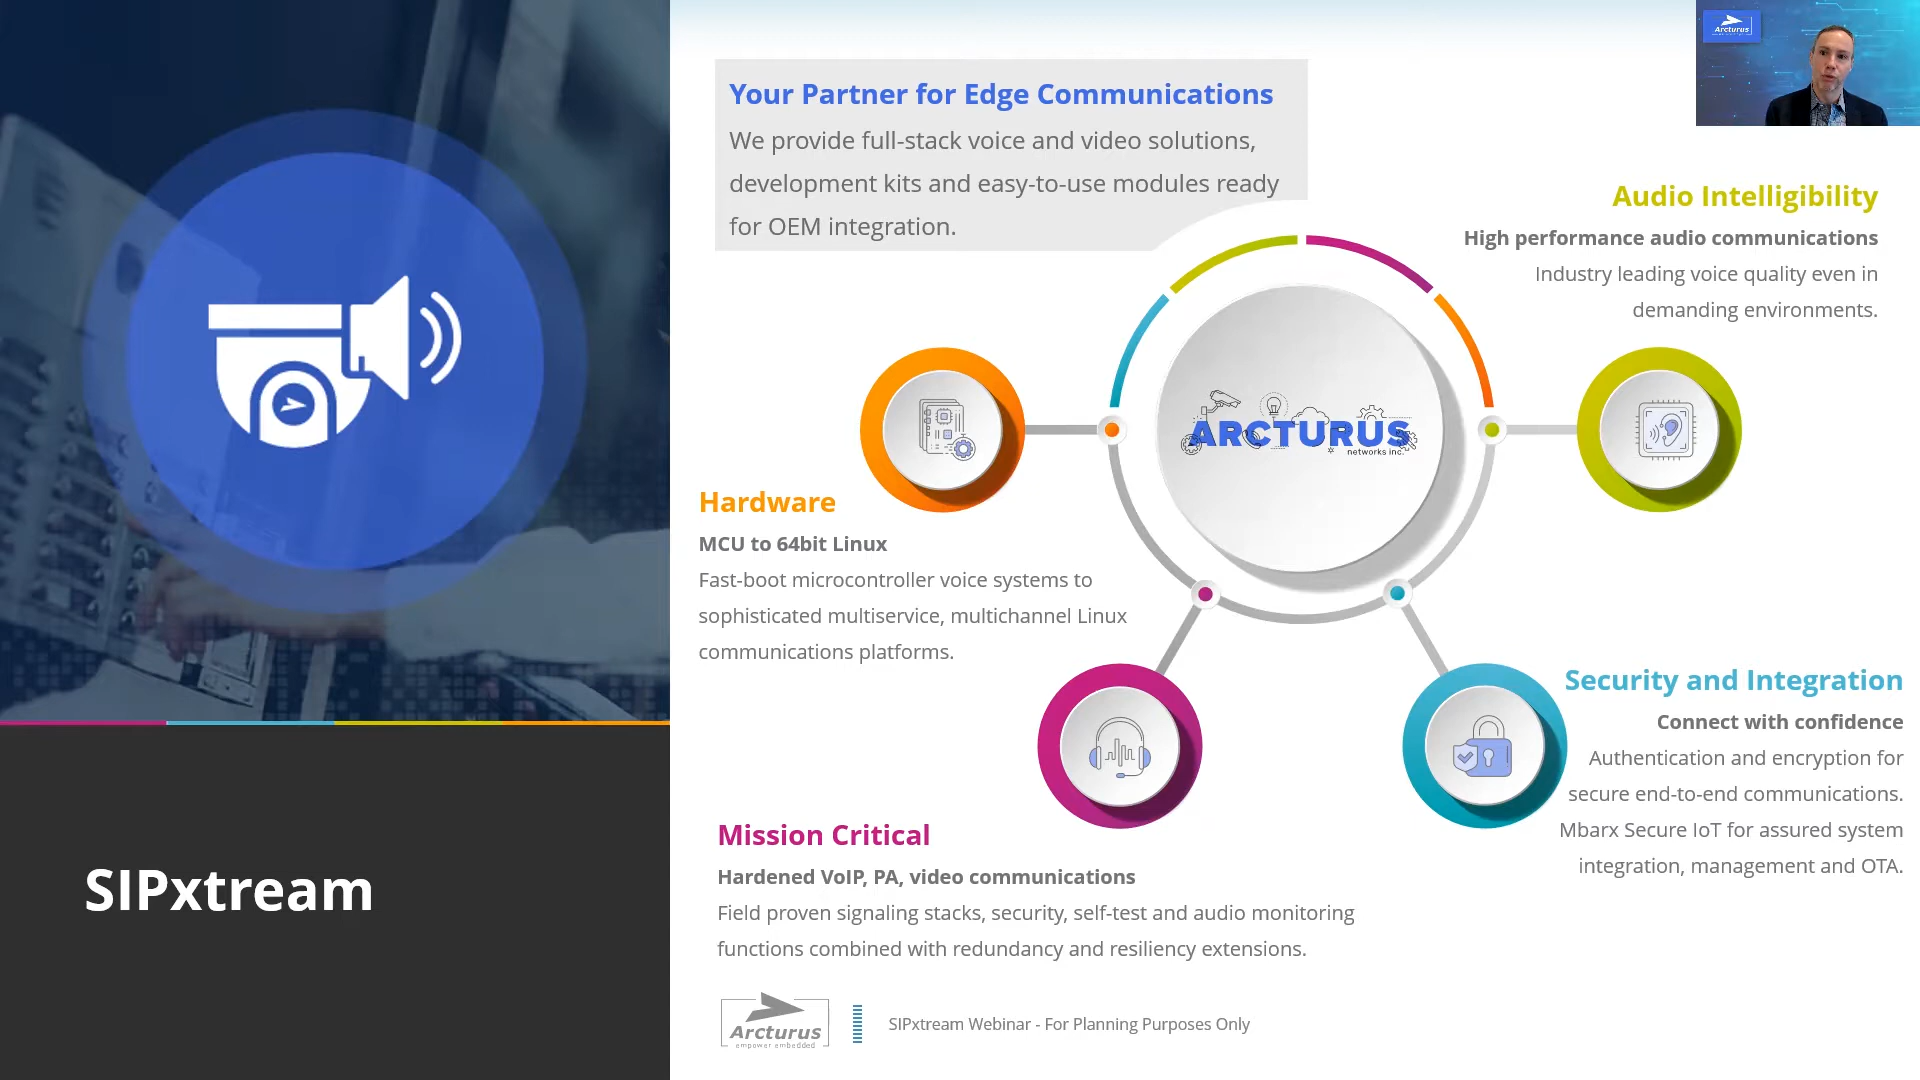 Arcturus
Your Partner for Edge Communications
We provide full-stack voice and video solutions,
development kits and easy-to-use modules ready
for OEM integration.
Audio Intelligibility
High performance audio communications
Industry leading voice quality even in
demanding environments.
ARCTURUS
networks inc.
Hardware
MCU to 64bit Linux
Fast-boot microcontroller voice systems to
sophisticated multiservice, multichannel Linux
communications platforms.
Security and Integration
Connect with confidence
Authentication and encryption for
secure end-to-end communications.
Mbarx Secure IoT for assured system
integration, management and OTA.
Mission Critical
Hardened VoIP, PA, video communications
Field proven signaling stacks, security, self-test and audio monitoring
functions combined with redundancy and resiliency extensions.
SIPxtream
Arcturus
empower embedded
SIPxtream Webinar - For Planning Purposes Only